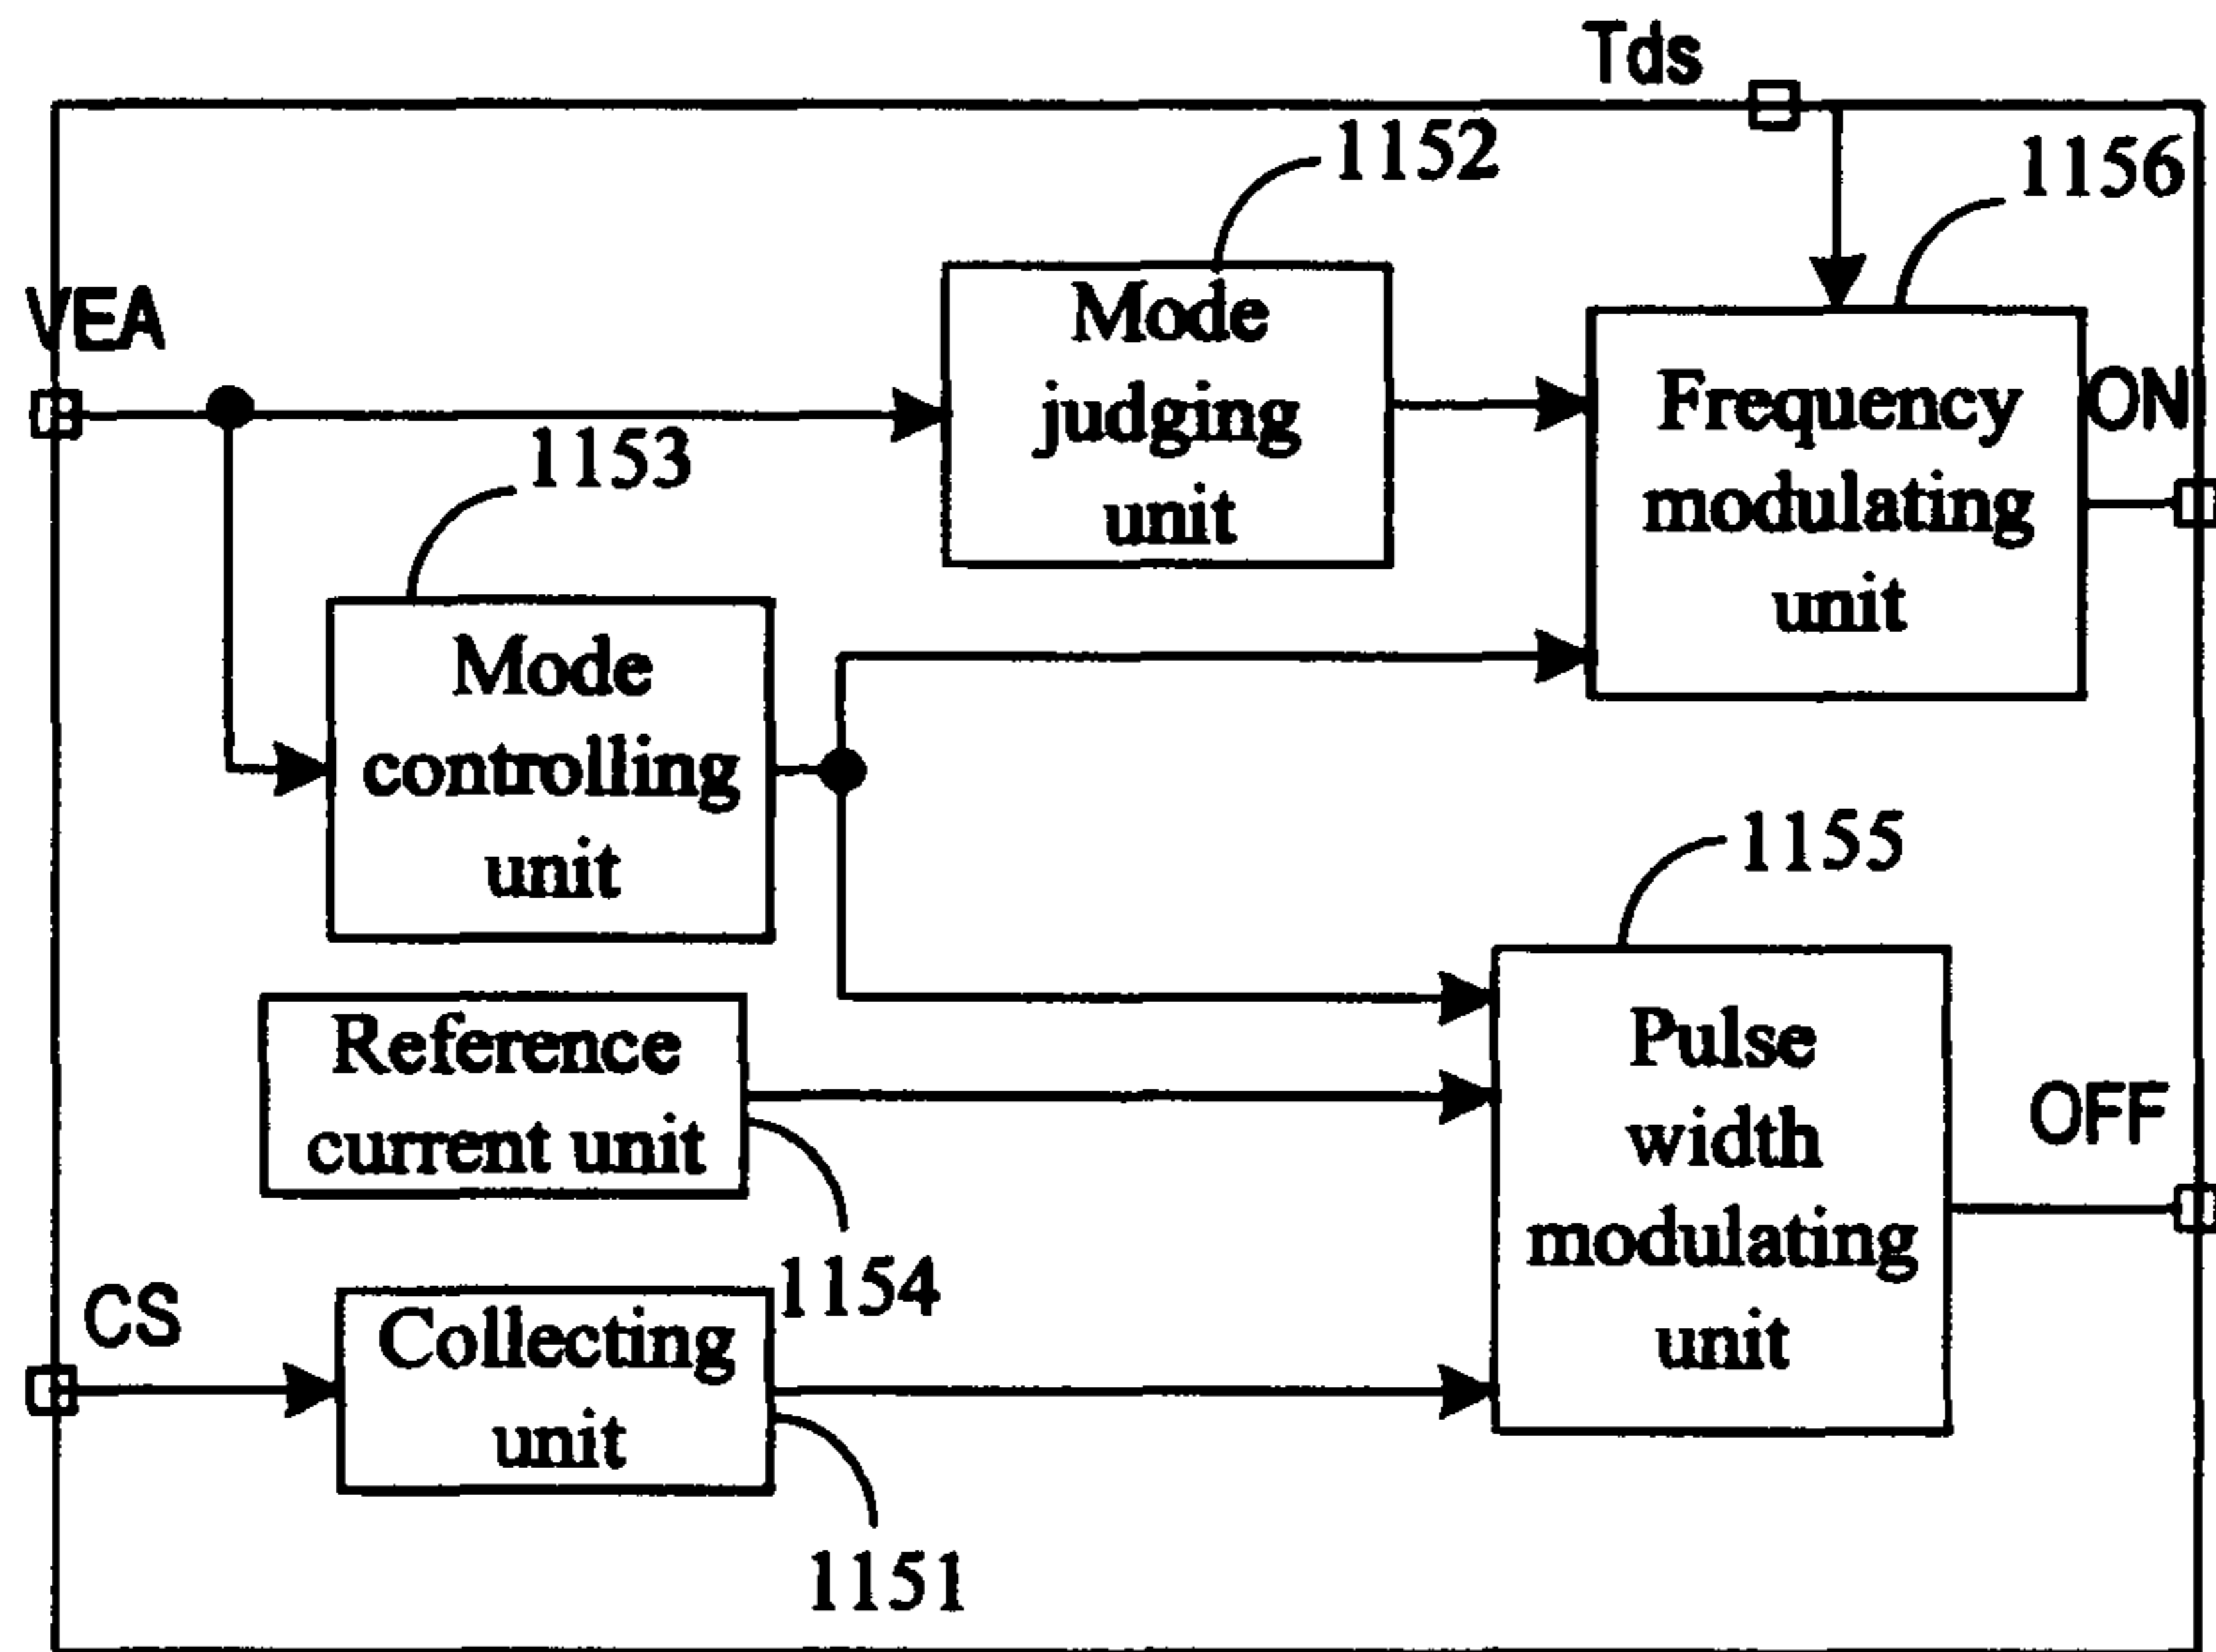 Tds
1152
1156
VEA
Mode
judging
unit
Frequency
modulating
unit
ON
1153
Mode
controlling
unit
1155
Reference
current unit
Pulse
width
modulating
unit
OFF
1154
CS
Collecting
unit
1151